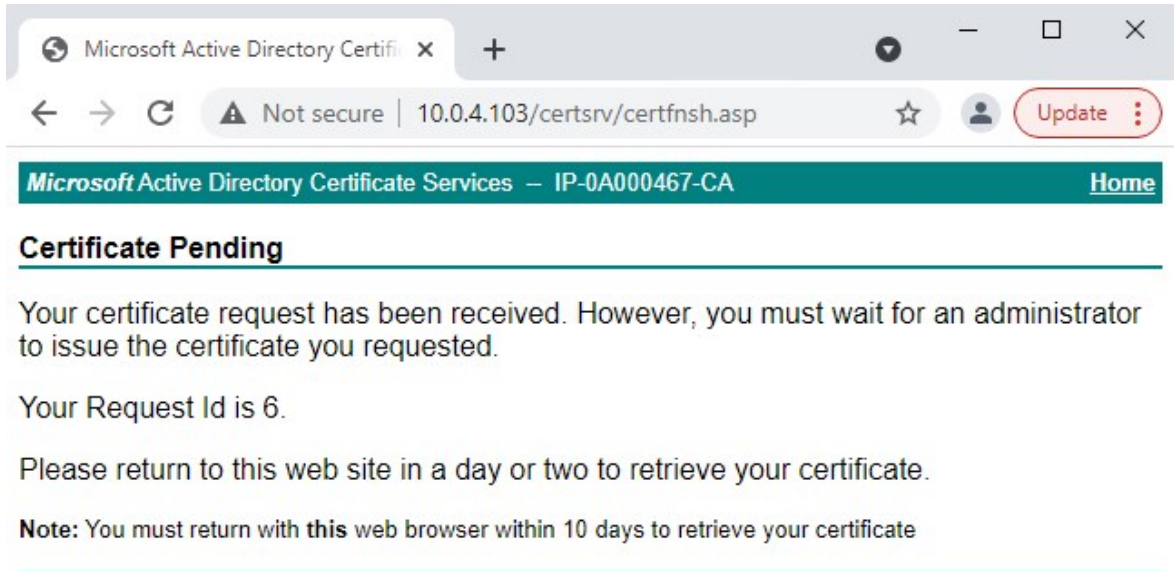 Microsoft Active Directory Certifi
Not secure | 10.0.4.103/certsrv/certfnsh.asp
Update
Microsoft Active Directory Certificate Services -- IP-0A000467-CA
Home
Certificate Pending
Your certificate request has been received. However, you must wait for an administrator
to issue the certificate you requested.
Your Request Id is 6.
Please return to this web site in a day or two to retrieve your certificate.
Note: You must return with this web browser within 10 days to retrieve your certificate